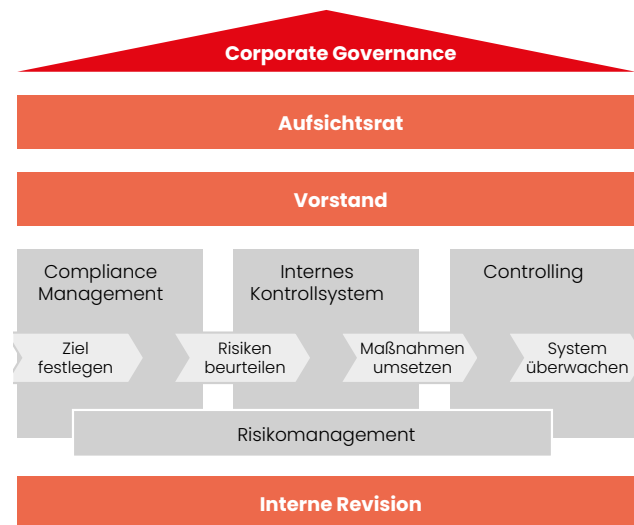 Corporate Governance
Aufsichtsrat
Vorstand
Compliance
Management
Internes
Kontrollsystem
Controlling
Ziel
festlegen
Risiken
beurteilen
Maßnahmen
umsetzen
System
überwachen
Risikomanagement
Interne Revision